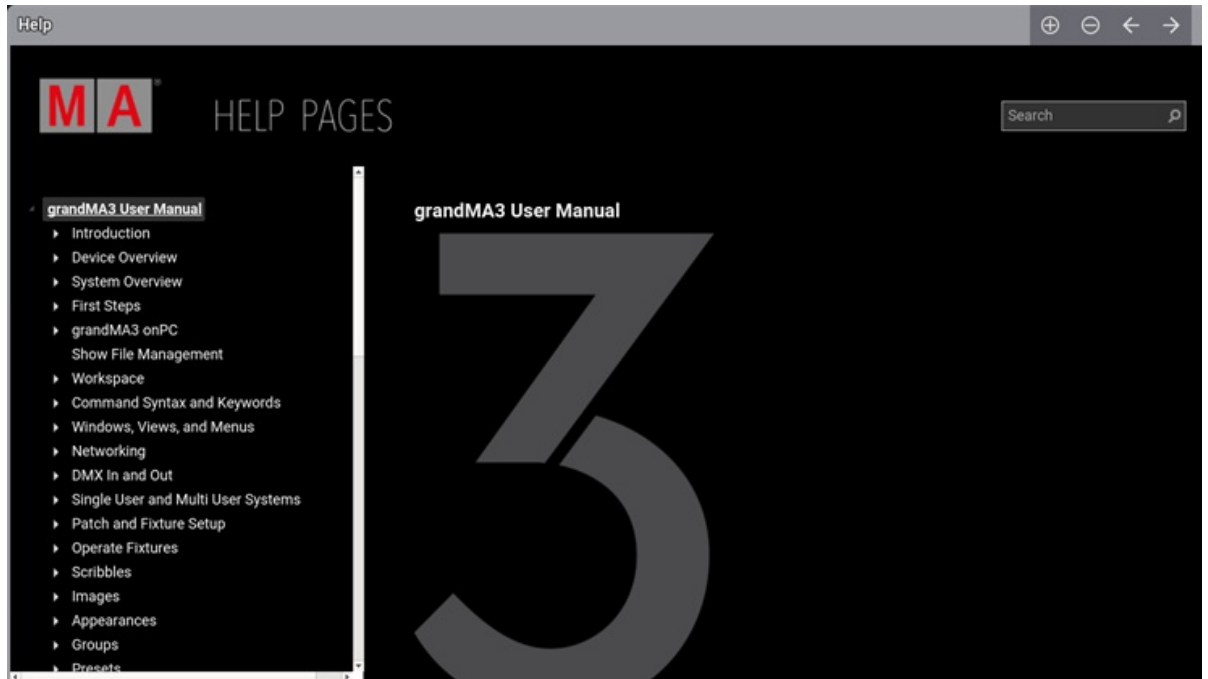 Help
MA®
HELP PAGES
Search
grandMA3 User Manual
Introduction
Device Overview
System Overview
First Steps
grandMA3 onPC
Show File Management
Workspace
Command Syntax and Keywords
Windows, Views, and Menus
Networking
DMX In and Out
Single User and Multi User Systems
Patch and Fixture Setup
Operate Fixtures
Scribbles
Images
Appearances
Groups
Presets
grandMA3 User Manual
3